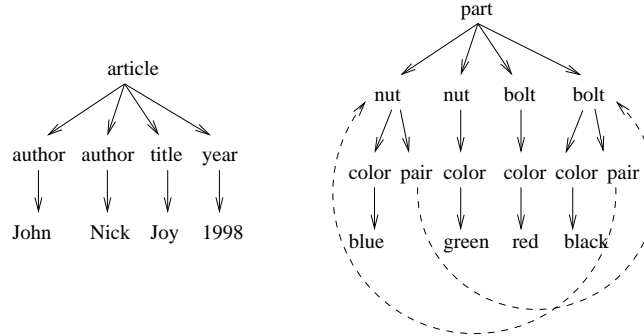 article
author author title year
John Nick Joy 1998
part
nut nut bolt bolt
color pair color color color pair
blue green red black